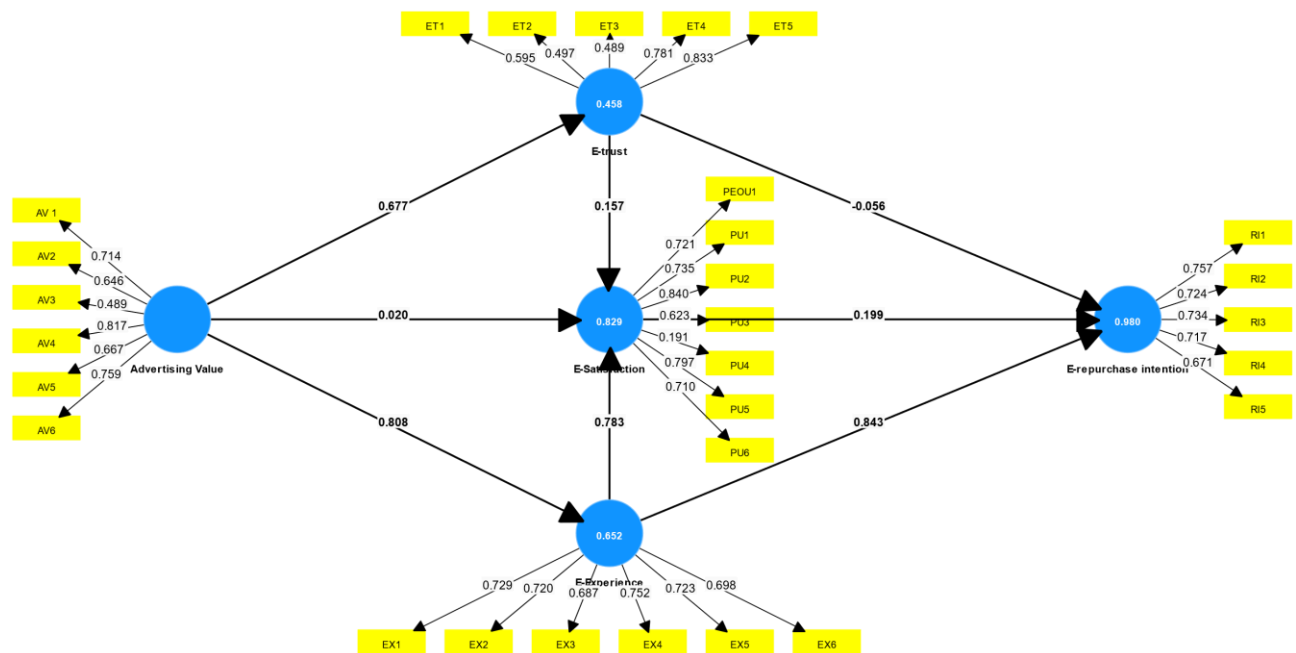 ET1 ET2 ET3 ET4 ET5
0.595 0.497 0.489 0.781 0.833
0.458
E-trust
0.677 0.157 -0.056
AV 1
AV2
AV3
AV4
AV5
AV6
0.714
0.646
0.489
0.817
0.667
0.759
Advertising Value
0.020
0.808
PEOU1
PU1
PU2
PU3
PU4
PU5
PU6
0.721
0.735
0.840
0.623
0.191
0.797
0.710
0.829
E-Satisfaction
0.199
0.783
0.843
RI1
RI2
RI3
RI4
RI5
0.757
0.724
0.734
0.717
0.671
0.980
E-repurchase intention
0.652
E-Experience
0.729 0.720 0.687 0.752 0.723 0.698
EX1 EX2 EX3 EX4 EX5 EX6